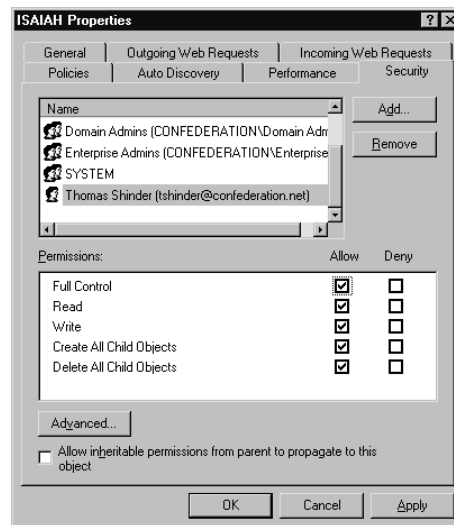 ISAIAH Properties
General Outgoing Web Requests Incoming Web Requests
Policies Auto Discovery Performance Security
Name
Add...
Domain Admins (CONFEDERATION\Domain Adm
Enterprise Admins (CONFEDERATION\Enterprise
Remove
SYSTEM
Thomas Shinder (tshinder@confederation.net)
Permissions: Allow Deny
Full Control
Read
Write
Create All Child Objects
Delete All Child Objects
Advanced...
Allow inheritable permissions from parent to propagate to this
object
OK Cancel Apply